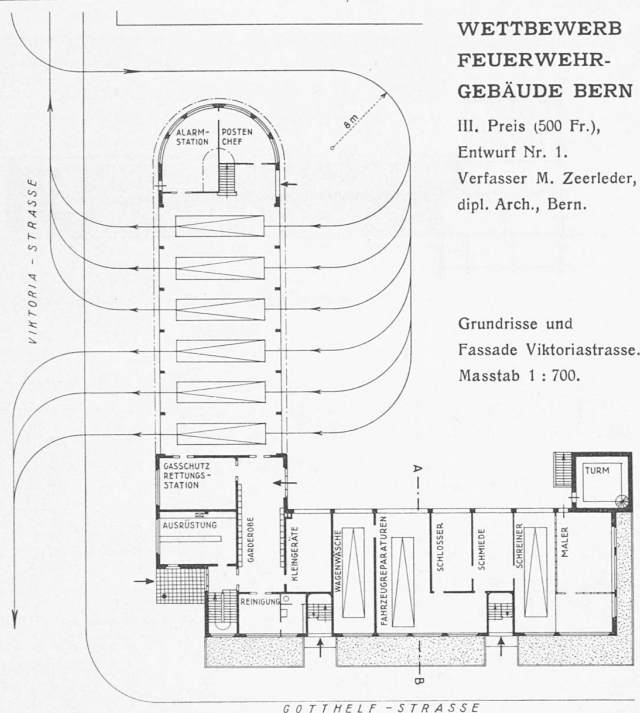 WETTBEWERB
FEUERWEHR-
GEBÄUDE BERN
III. Preis (500 Fr.),
Entwurf Nr. 1.
Verfasser M. Zeerleder,
dipl. Arch., Bern.
Grundrisse und
Fassade Viktoriastrasse.
Masstab 1 : 700.
8 m
ALARM-
STATION
POSTEN
CHEF
VIKTORIA - STRASSE
GASSCHUTZ
RETTUNGS-
STATION
AUSRÜSTUNG
GARDEROBE
KLEINGERÄTE
WAGENWÄSCHE
FAHRZEUGREPARATUREN
SCHLOSSER
SCHMIEDE
SCHREINER
MALER
TURM
REINIGUNG
A
B
GOTTHELF - STRASSE